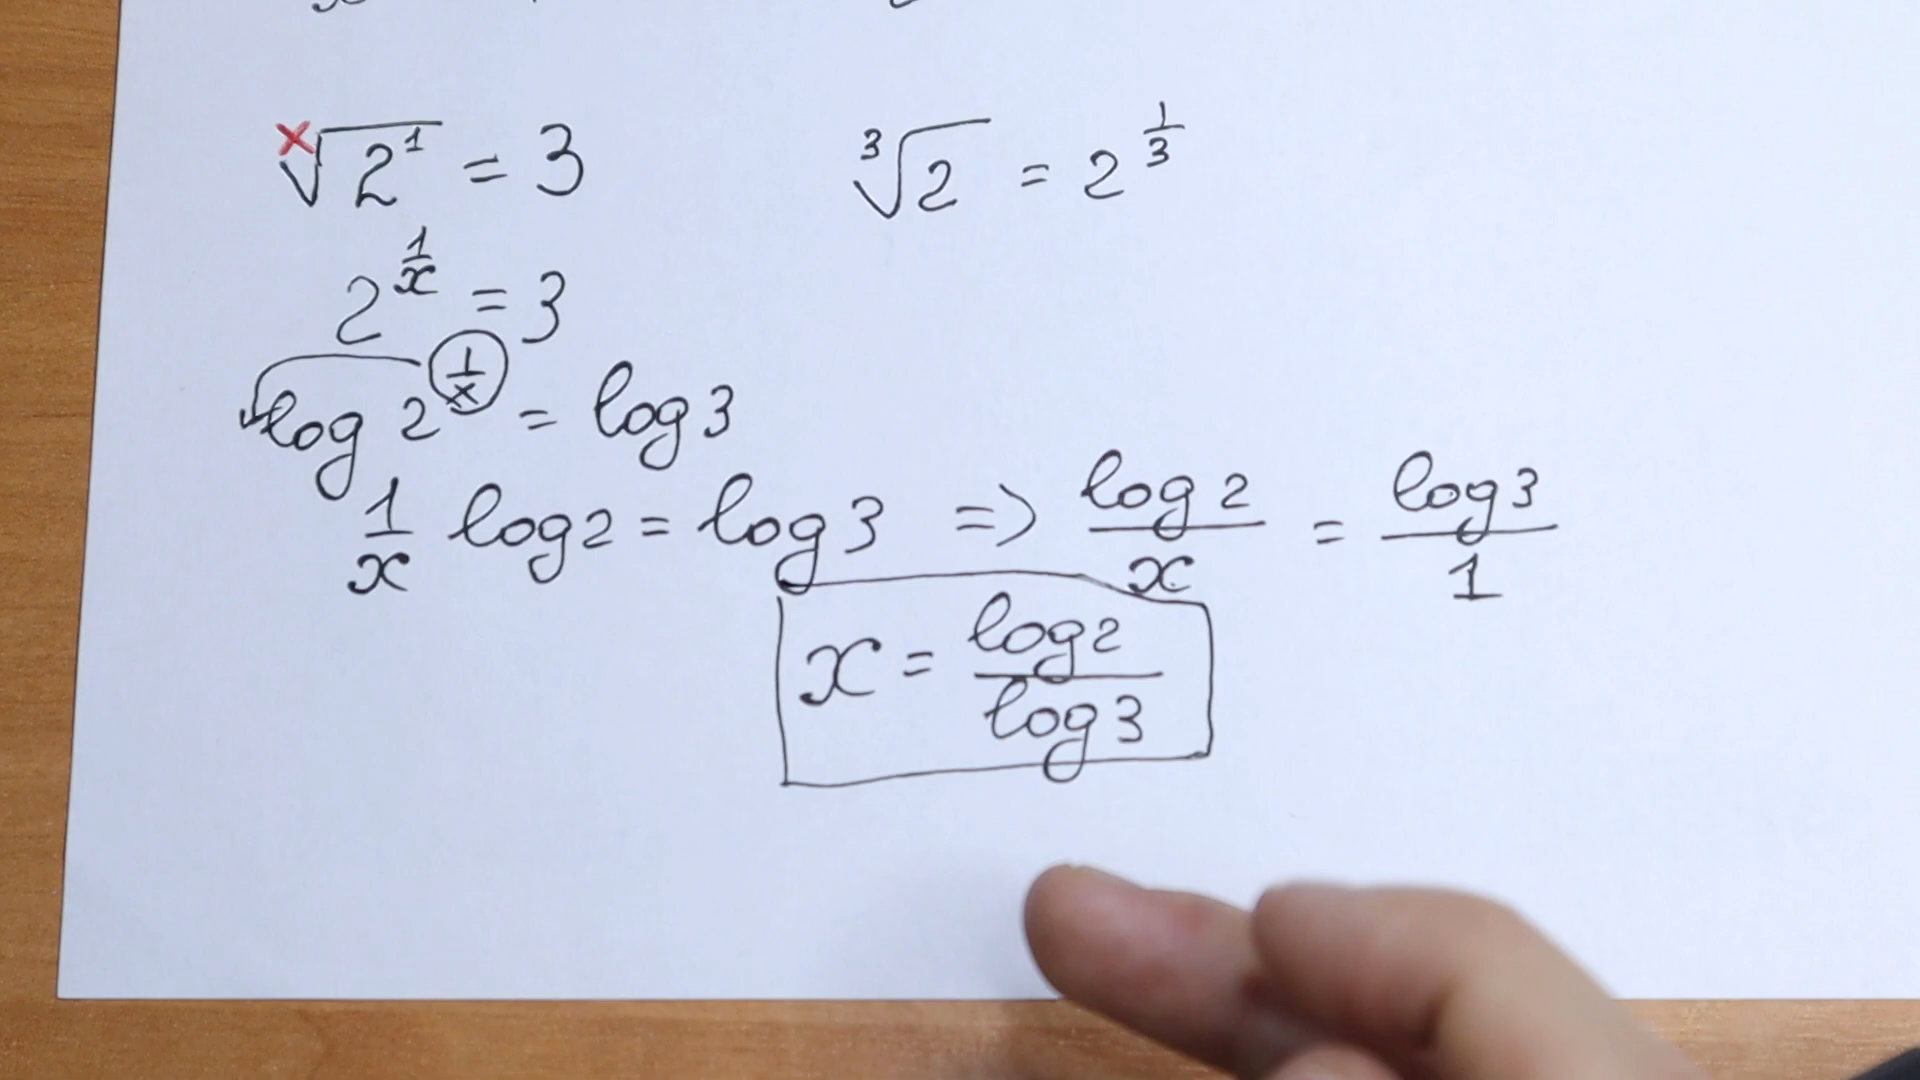 ˣ√2¹ = 3    ³√2 = 2^(1/3)
2^(1/x) = 3
log 2^(1/x) = log 3
1/x log 2 = log 3 => log 2/x = log 3/1
x = log 2/log 3